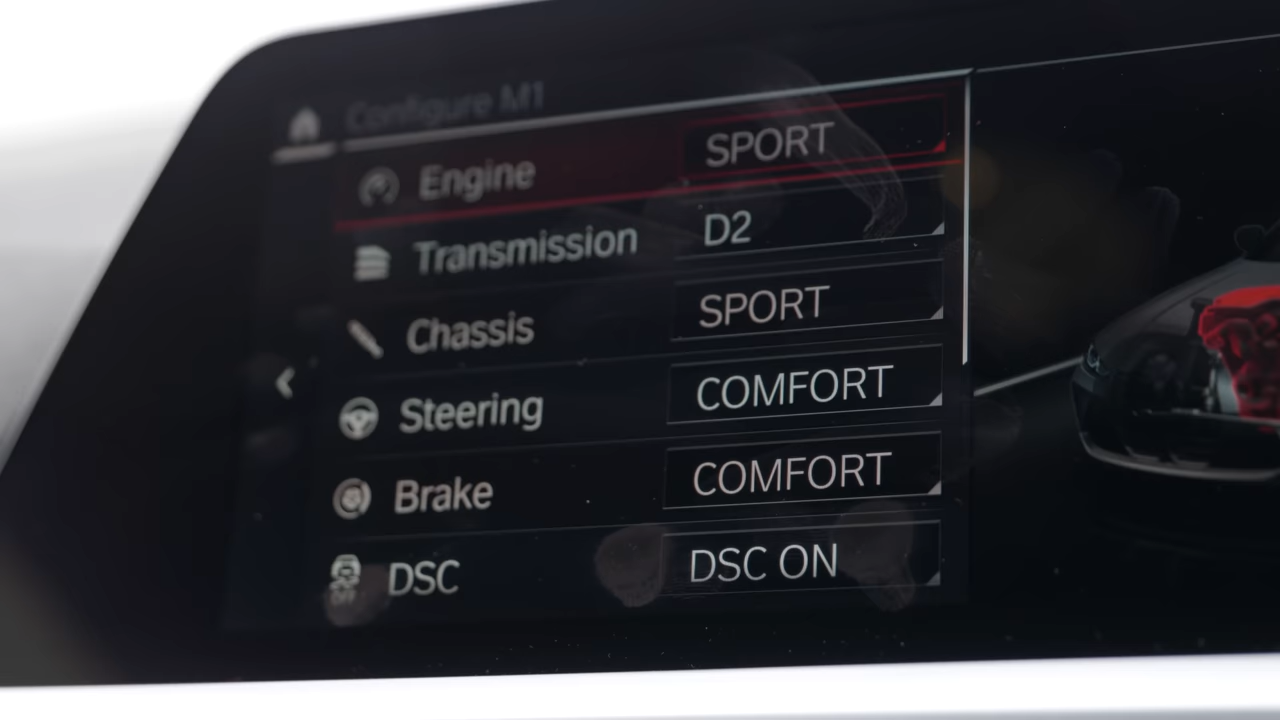 Configure M1
Engine SPORT
Transmission D2
Chassis SPORT
Steering COMFORT
Brake COMFORT
DSC DSC ON